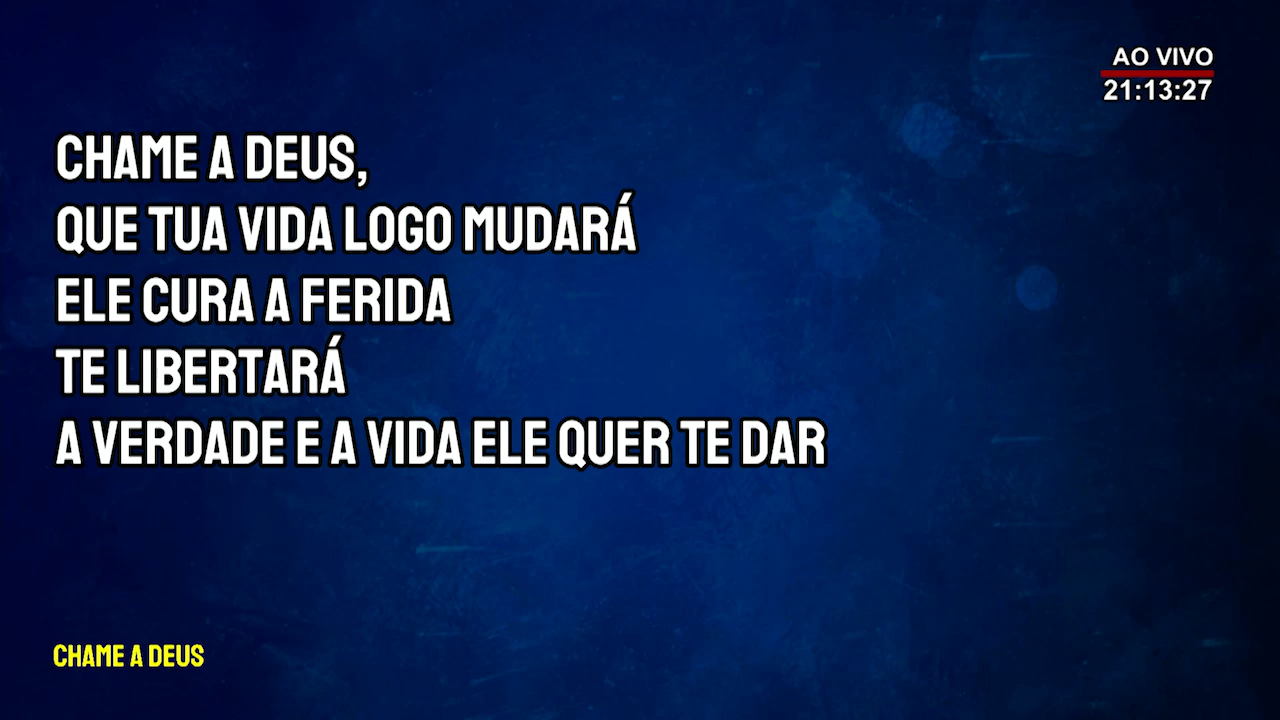 AO VIVO
21:13:27
CHAME A DEUS,
QUE TUA VIDA LOGO MUDARÁ
ELE CURA A FERIDA
TE LIBERTARÁ
A VERDADE E A VIDA ELE QUER TE DAR
CHAME A DEUS